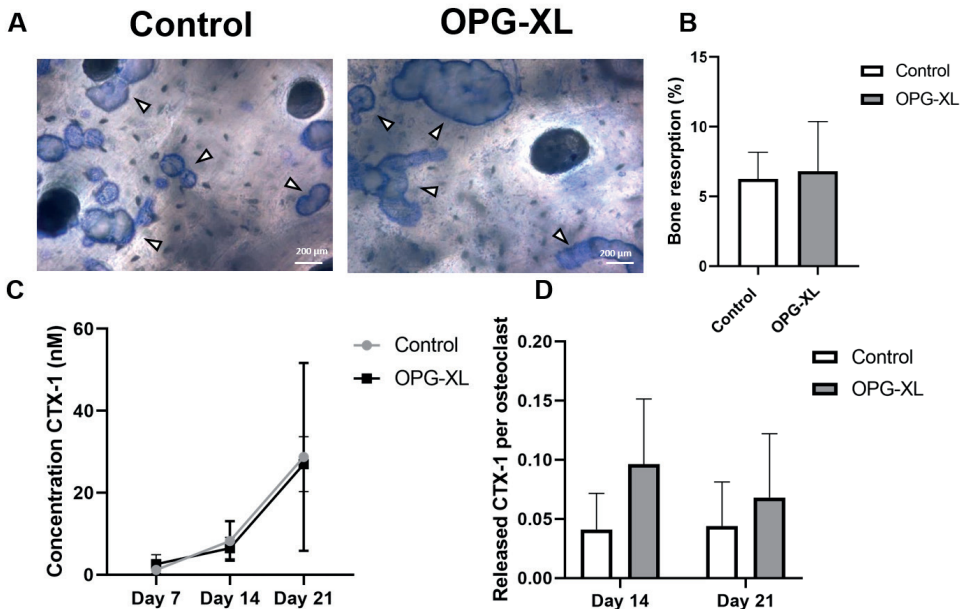 A
Control
OPG-XL
200 µm
200 µm
B
Bone resorption (%)
15
10
5
0
Control
OPG-XL
Control
OPG-XL
C
Concentration CTX-1 (nM)
60
40
20
0
Day 7 Day 14 Day 21
Control
OPG-XL
D
Released CTX-1 per osteoclast
0.20
0.15
0.10
0.05
0.00
Day 14 Day 21
Control
OPG-XL